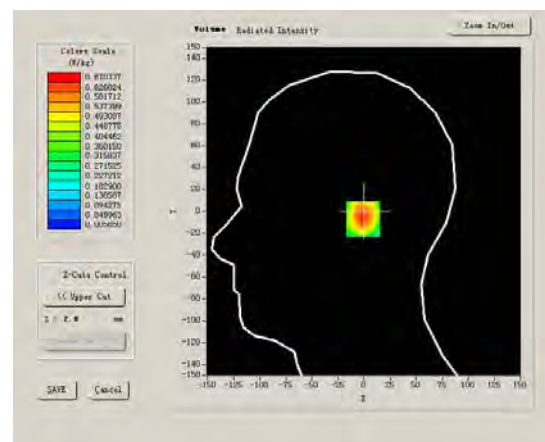 Volume Radiated Intensity
Zoom In/Out
Colors Scale
(W/kg)
0.670337
0.626024
0.581712
0.537399
0.493087
0.448775
0.404462
0.360150
0.315837
0.271525
0.227212
0.182900
0.138587
0.094275
0.049963
Z-Cuts Control
<< Upper Cut
mm
SAVE
Cancel
150
140
120
100
80
60
40
20
0
-20
-40
-60
-80
-100
-120
-140
-150
-150 -125 -100 -75 -50 -25 0 25 50 75 100 125 150
X
Y